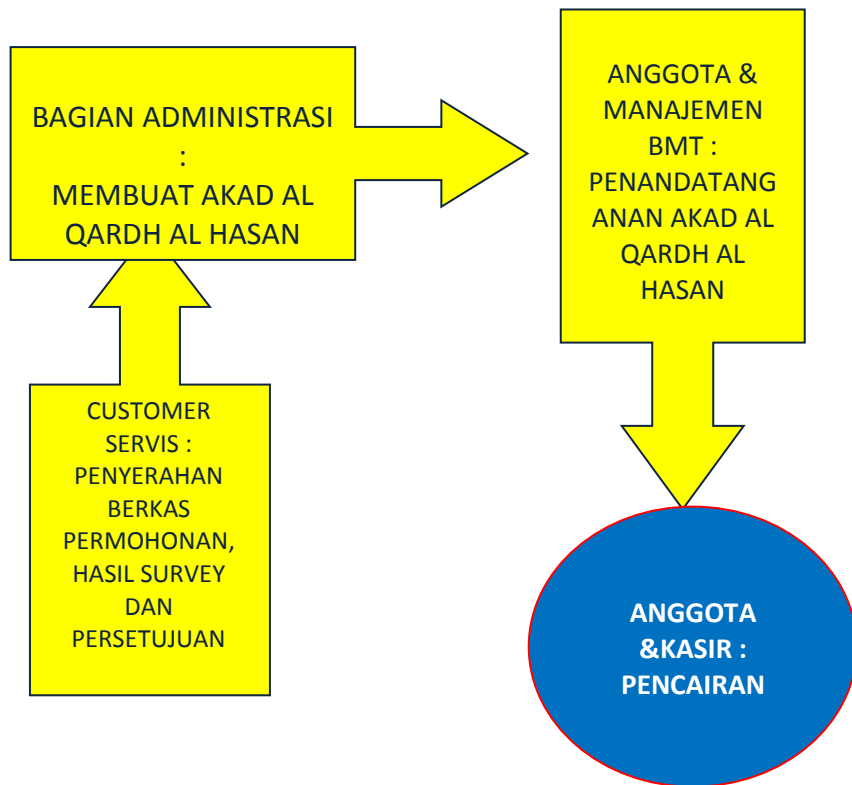 BAGIAN ADMINISTRASI
:
MEMBUAT AKAD AL
QARDH AL HASAN
ANGGOTA &
MANAJEMEN
BMT :
PENANDATANG
ANAN AKAD AL
QARDH AL
HASAN
CUSTOMER
SERVIS :
PENYERAHAN
BERKAS
PERMOHONAN,
HASIL SURVEY
DAN
PERSETUJUAN
ANGGOTA
&KASIR :
PENCAIRAN